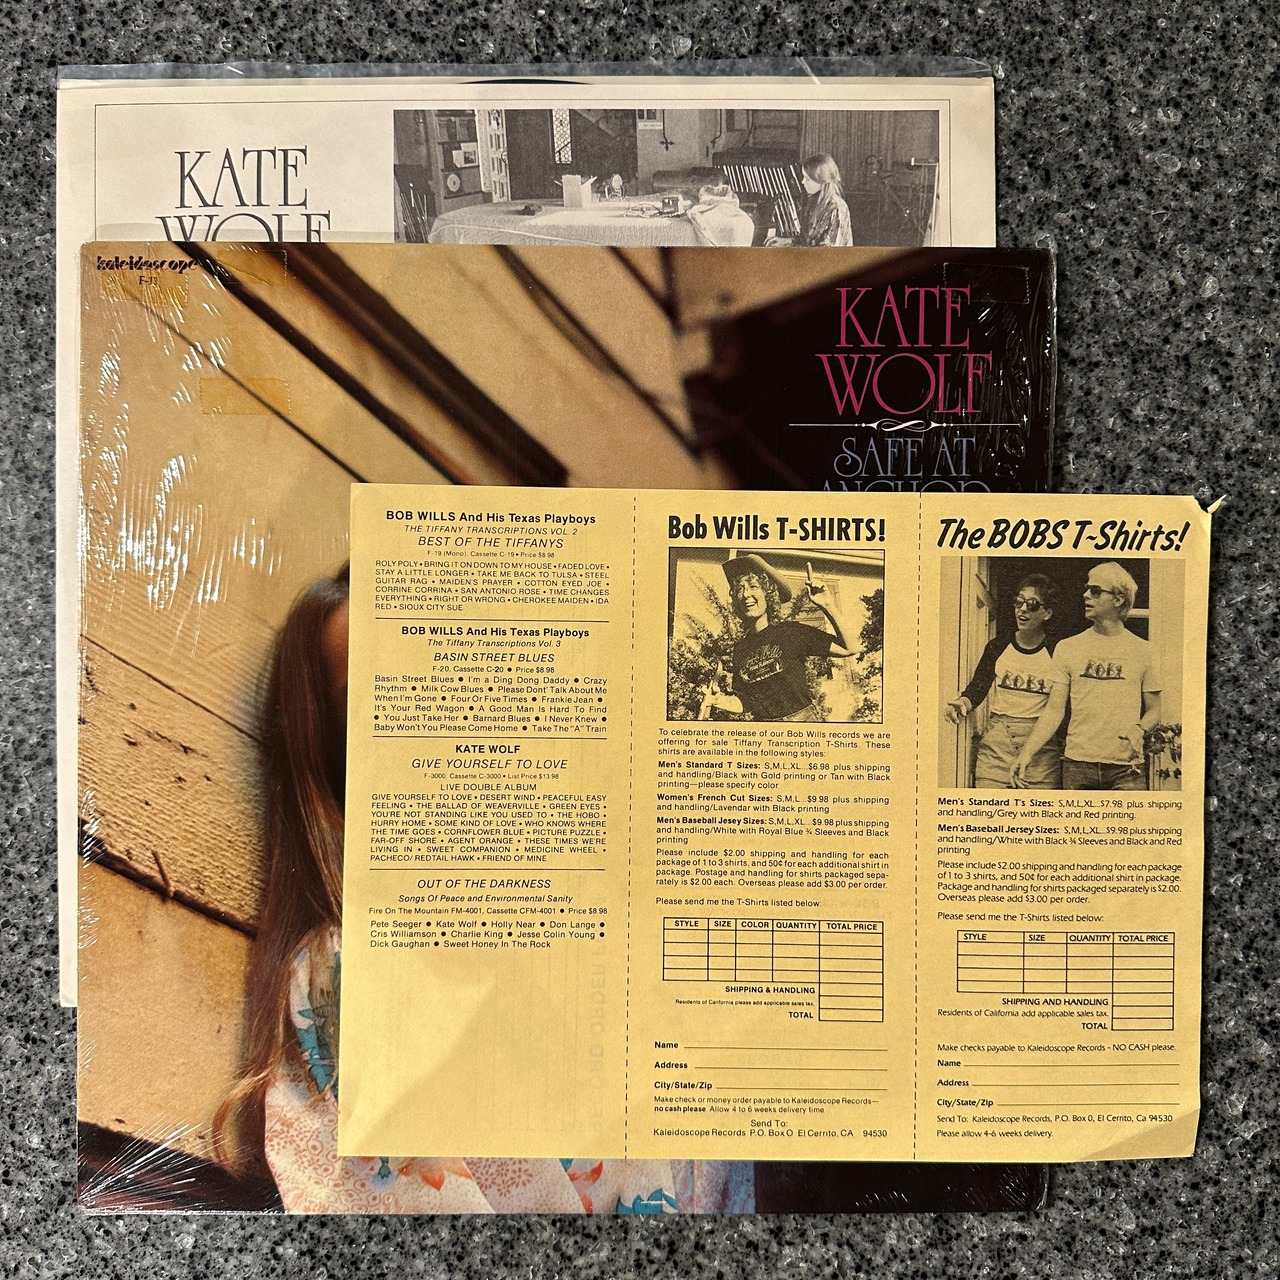 KATE
WOLF
kaleidoscope
KATE
WOLF
SAFE AT
ANCHOR
BOB WILLS And His Texas Playboys
THE TIFFANY TRANSCRIPTIONS VOL. 2
BEST OF THE TIFFANYS
F-19 (Mono), Cassette C-19 • Price $8.98
ROLY POLY • BRING IT ON DOWN TO MY HOUSE • FADED LOVE •
STAY A LITTLE LONGER • TAKE ME BACK TO TULSA • STEEL
GUITAR RAG • MAIDEN'S PRAYER • COTTON EYED JOE •
CORRINE CORRINA • SAN ANTONIO ROSE • TIME CHANGES
EVERYTHING • RIGHT OR WRONG • CHEROKEE MAIDEN • IDA
RED • SIOUX CITY SUE
BOB WILLS And His Texas Playboys
The Tiffany Transcriptions Vol. 3
BASIN STREET BLUES
F-20, Cassette C-20 ● Price $8.98
Basin Street Blues ● I'm a Ding Dong Daddy ● Crazy
Rhythm ● Milk Cow Blues ● Please Dont' Talk About Me
When I'm Gone ● Four Or Five Times ● Frankie Jean ●
It's Your Red Wagon ● A Good Man Is Hard To Find
● You Just Take Her ● Barnard Blues ● I Never Knew ●
Baby Won't You Please Come Home ● Take The "A" Train
KATE WOLF
GIVE YOURSELF TO LOVE
F-3000 Cassette C-3000 • List Price $13.98
LIVE DOUBLE ALBUM
GIVE YOURSELF TO LOVE • DESERT WIND • PEACEFUL EASY
FEELING • THE BALLAD OF WEAVERVILLE • GREEN EYES •
YOU'RE NOT STANDING LIKE YOU USED TO • THE HOBO •
HURRY HOME • SOME KIND OF LOVE • WHO KNOWS WHERE
THE TIME GOES • CORNFLOWER BLUE • PICTURE PUZZLE •
FAR-OFF SHORE • AGENT ORANGE • THESE TIMES WE'RE
LIVING IN • SWEET COMPANION • MEDICINE WHEEL •
PACHECO/ REDTAIL HAWK • FRIEND OF MINE
OUT OF THE DARKNESS
Songs Of Peace and Environmental Sanity
Fire On The Mountain FM-4001, Cassette CFM-4001 ● Price $8.98
Pete Seeger ● Kate Wolf ● Holly Near ● Don Lange ●
Cris Williamson ● Charlie King ● Jesse Colin Young ●
Dick Gaughan ● Sweet Honey In The Rock
Bob Wills T-SHIRTS!
To celebrate the release of our Bob Wills records we are
offering for sale Tiffany Transcription T-Shirts. These
shirts are available in the following styles:
Men's Standard T Sizes: S,M,L,XL...$6.98 plus shipping
and handling/Black with Gold printing or Tan with Black
printing—please specify color
Women's French Cut Sizes: S,M,L...$9.98 plus shipping
and handling/Lavendar with Black printing
Men's Baseball Jesey Sizes: S,M,L,XL...$9.98 plus shipping
and handling/White with Royal Blue ¾ Sleeves and Black
printing
Please include $2.00 shipping and handling for each
package of 1 to 3 shirts, and 50¢ for each additional shirt in
package. Postage and handling for shirts packaged sepa-
rately is $2.00 each. Overseas please add $3.00 per order.
Please send me the T-Shirts listed below:
STYLE SIZE COLOR QUANTITY TOTAL PRICE
SHIPPING & HANDLING
Residents of California please add applicable sales tax.
TOTAL
Name
Address
City/State/Zip
Make check or money order payable to Kaleidoscope Records—
no cash please. Allow 4 to 6 weeks delivery time
Send To:
Kaleidoscope Records P.O. Box O El Cerrito, CA 94530
The BOBS T-Shirts!
BOBS
BOBS
Men's Standard T's Sizes: S,M,L,XL...$7.98 plus shipping
and handling/Grey with Black and Red printing.
Men's Baseball Jersey Sizes: S,M,L,XL...$9.98 plus shipping
and handling/White with Black ¾ Sleeves and Black and Red
printing
Please include $2.00 shipping and handling for each package
of 1 to 3 shirts, and 50¢ for each additional shirt in package.
Package and handling for shirts packaged separately is $2.00.
Overseas please add $3.00 per order.
Please send me the T-Shirts listed below:
STYLE SIZE QUANTITY TOTAL PRICE
SHIPPING AND HANDLING
Residents of California add applicable sales tax.
TOTAL
Make checks payable to Kaleidoscope Records - NO CASH please.
Name
Address
City/State/Zip
Send To: Kaleidoscope Records, P.O. Box O, El Cerrito, CA 94530
Please allow 4-6 weeks delivery.